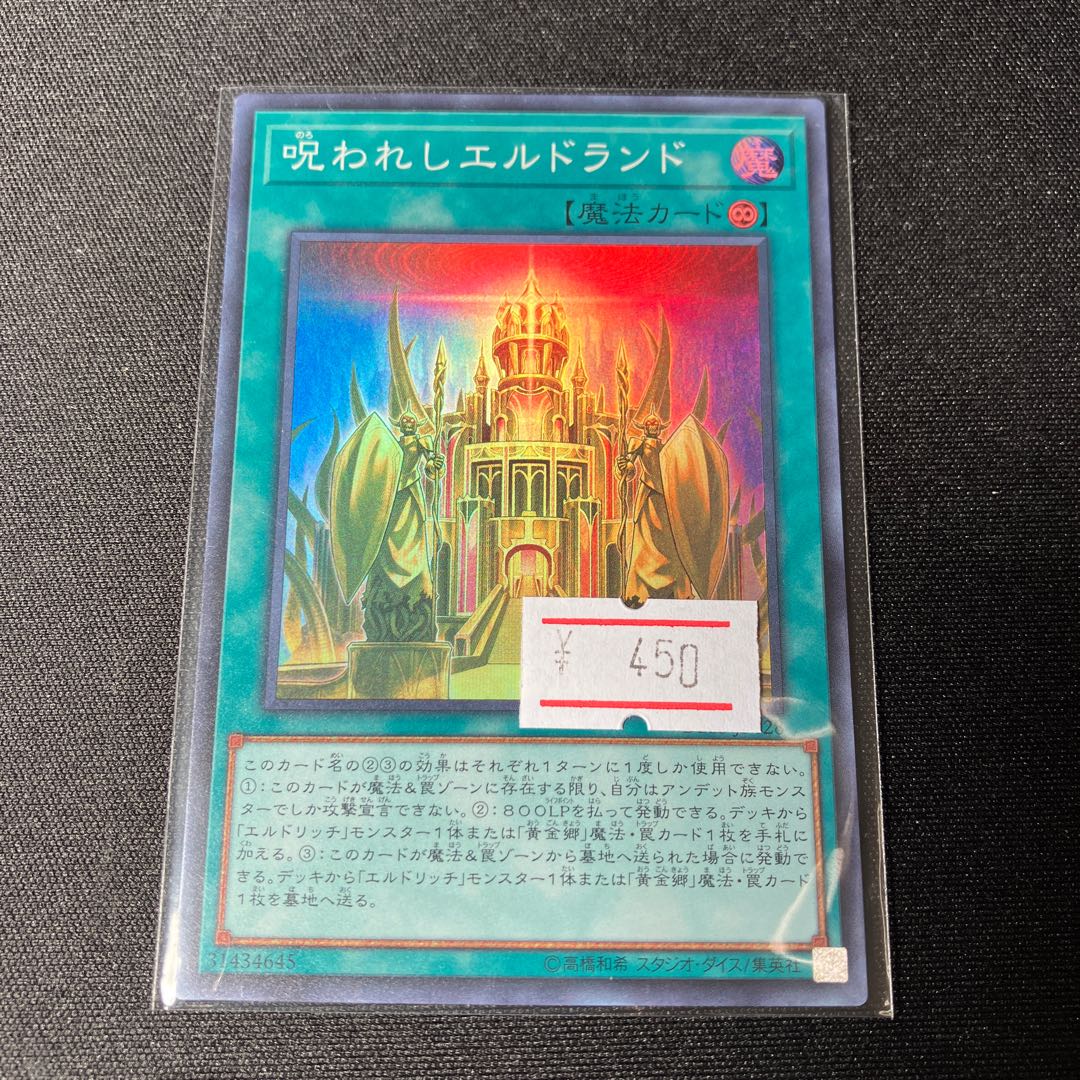 呪われしエルドランド
魔
【魔法カード】
¥ 450
このカード名の②③の効果はそれぞれ1ターンに1度しか使用できない。
①:このカードが魔法&罠ゾーンに存在する限り、自分はアンデット族モンス
ターでしか攻撃宣言できない。②:800LPを払って発動できる。デッキから
「エルドリッチ」モンスター1体または「黄金郷」魔法・罠カード1枚を手札に
加える。③:このカードが魔法&罠ゾーンから墓地へ送られた場合に発動で
きる。デッキから「エルドリッチ」モンスター1体または「黄金郷」魔法・罠カード
1枚を墓地へ送る。
31434645
©高橋和希 スタジオ・ダイス/集英社